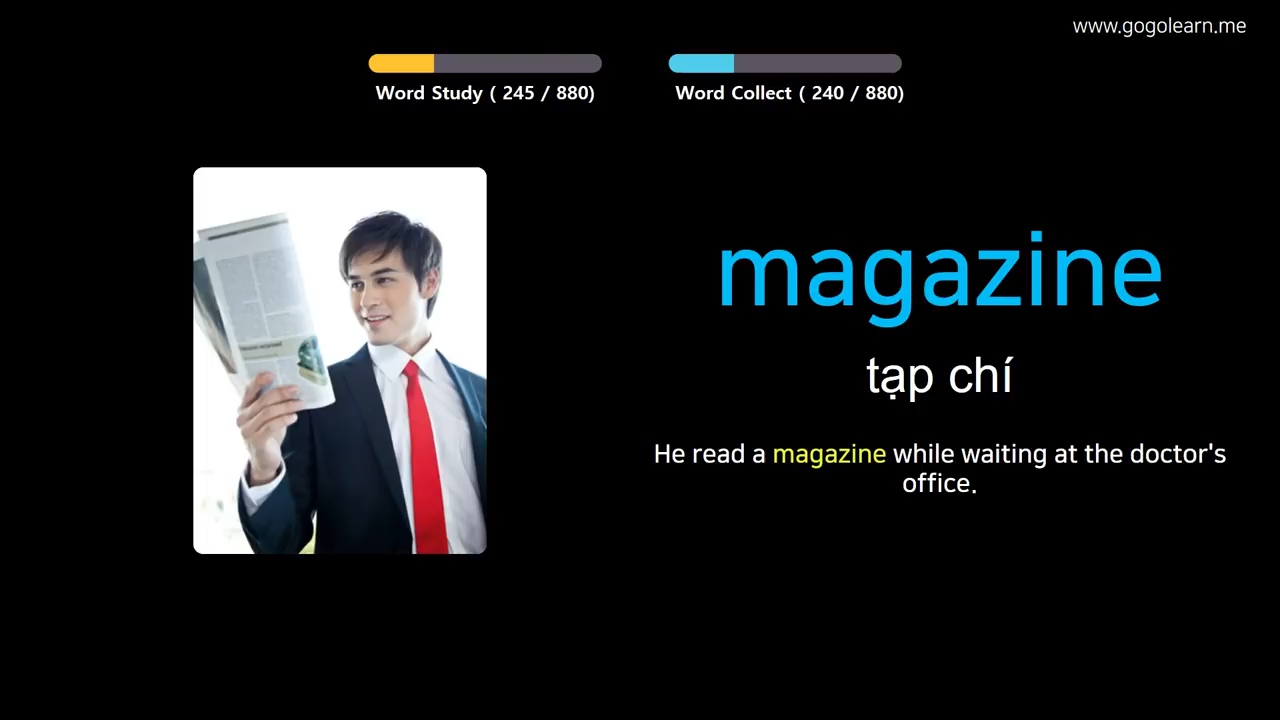 www.gogolearn.me
Word Study ( 245 / 880)
Word Collect ( 240 / 880)
magazine
tạp chí
He read a magazine while waiting at the doctor's
office.